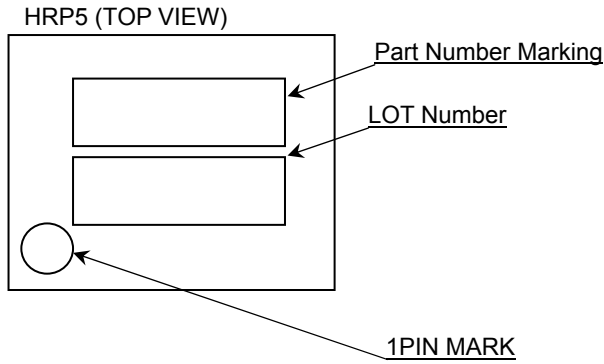 HRP5 (TOP VIEW)
Part Number Marking
LOT Number
1PIN MARK